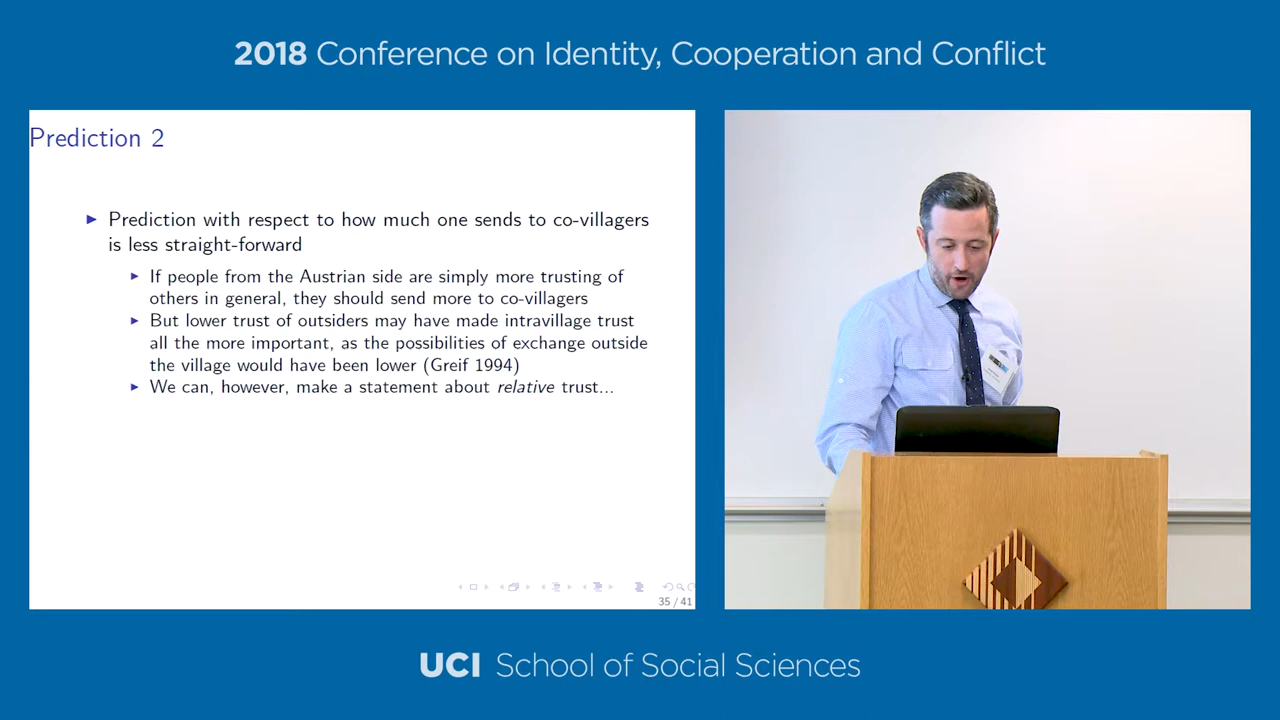 2018 Conference on Identity, Cooperation and Conflict
Prediction 2
Prediction with respect to how much one sends to co-villagers
is less straight-forward
If people from the Austrian side are simply more trusting of
others in general, they should send more to co-villagers
But lower trust of outsiders may have made intravillage trust
all the more important, as the possibilities of exchange outside
the village would have been lower (Greif 1994)
We can, however, make a statement about relative trust...
35 / 41
UCI School of Social Sciences